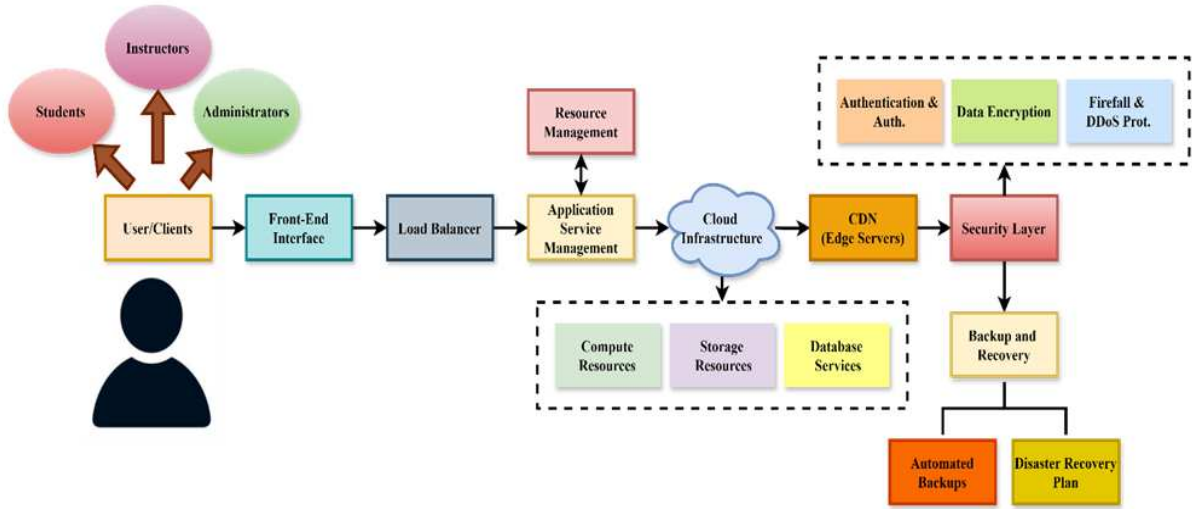 Instructors
Students
Administrators
Resource
Management
Authentication &
Auth.
Data Encryption
Firefall &
DDoS Prot.
User/Clients
Front-End
Interface
Load Balancer
Application
Service
Management
Cloud
Infrastructure
CDN
(Edge Servers)
Security Layer
Compute
Resources
Storage
Resources
Database
Services
Backup and
Recovery
Automated
Backups
Disaster Recovery
Plan